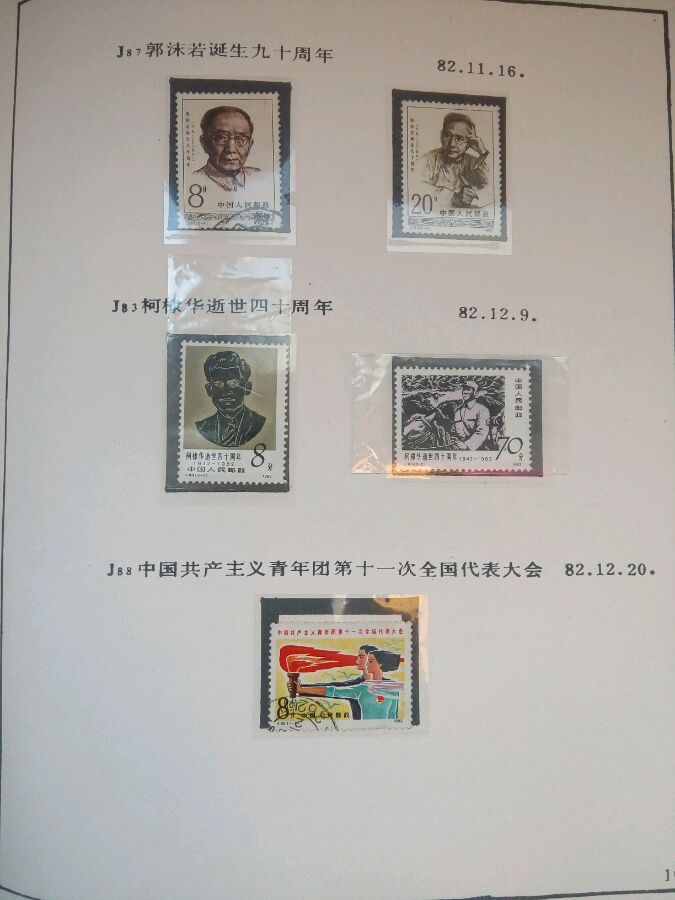 J87郭沫若诞生九十周年
82.11.16.
8分
中国人民邮政
20分
中国人民邮政
J83柯棣华逝世四十周年
82.12.9.
8分
柯棣华逝世四十周年
1942-1982
中国人民邮政
中国人民邮政
70分
柯棣华逝世四十周年 1942-1982
J88中国共产主义青年团第十一次全国代表大会 82.12.20.
中国共产主义青年团第十一次全国代表大会
8分
中国人民邮政